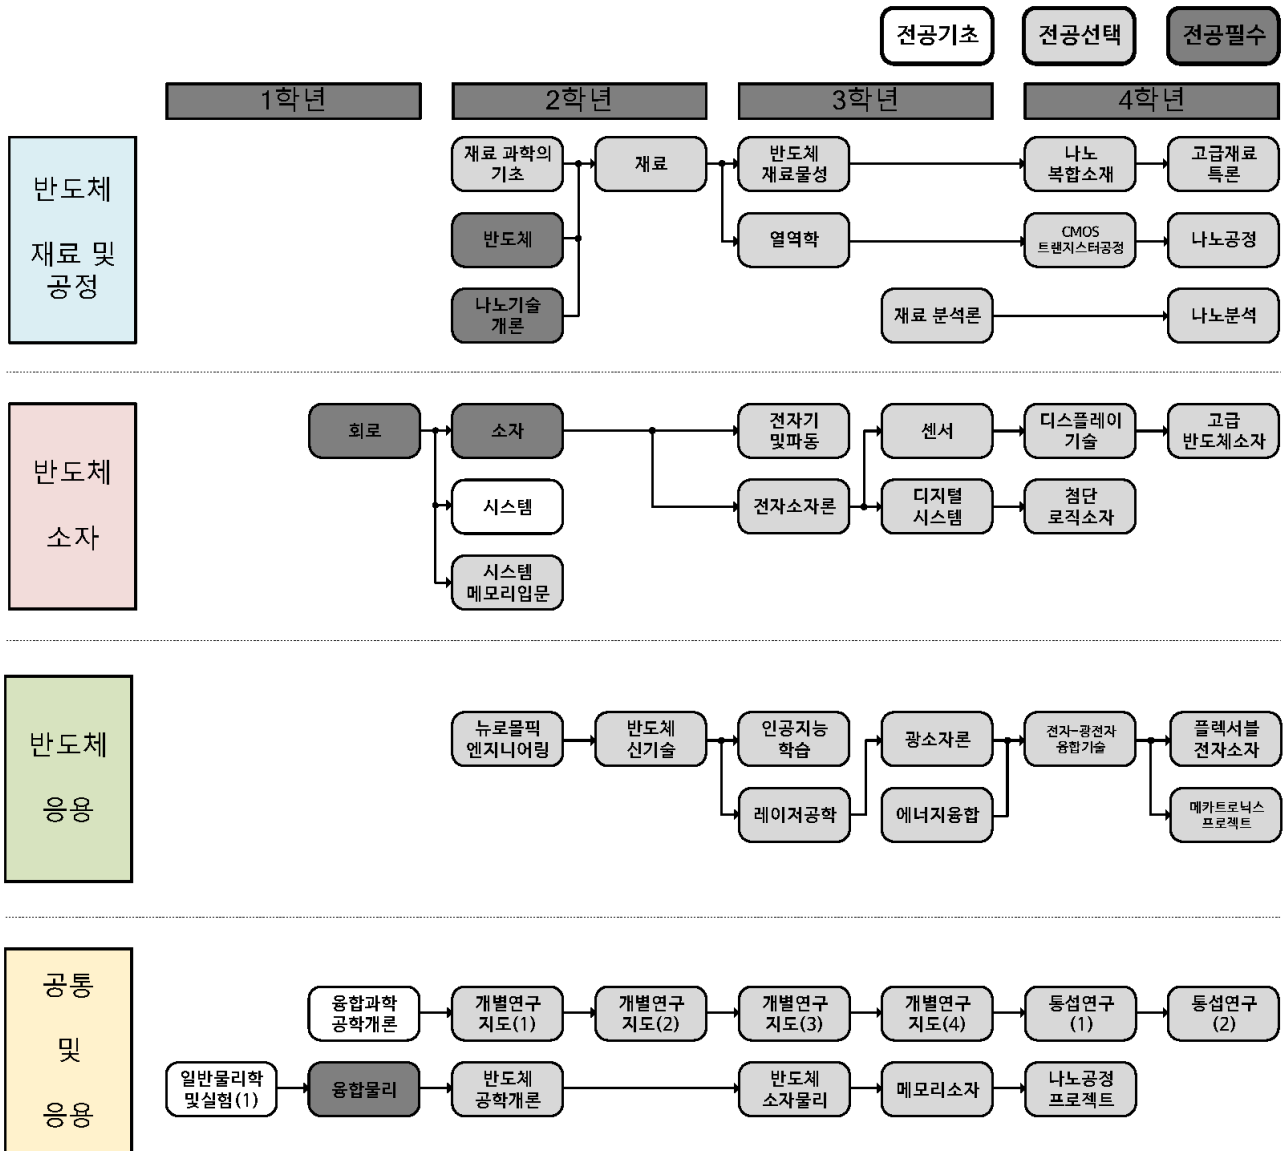 전공기초
전공선택
전공필수
1학년
2학년
3학년
4학년
반도체
재료 및
공정
재료 과학의
기초
재료
반도체
재료물성
나노
복합소재
고급재료
특론
반도체
열역학
CMOS
트랜지스터공정
나노공정
나노기술
개론
재료 분석론
나노분석
반도체
소자
회로
소자
전자기
및파동
센서
디스플레이
기술
고급
반도체소자
시스템
전자소자론
디지털
시스템
첨단
로직소자
시스템
메모리입문
반도체
응용
뉴로몰픽
엔지니어링
반도체
신기술
인공지능
학습
광소자론
전자-광전자
융합기술
플렉서블
전자소자
레이저공학
에너지융합
메카트로닉스
프로젝트
공통
및
응용
융합과학
공학개론
개별연구
지도(1)
개별연구
지도(2)
개별연구
지도(3)
개별연구
지도(4)
통섭연구
(1)
통섭연구
(2)
일반물리학
및실험(1)
융합물리
반도체
공학개론
반도체
소자물리
메모리소자
나노공정
프로젝트